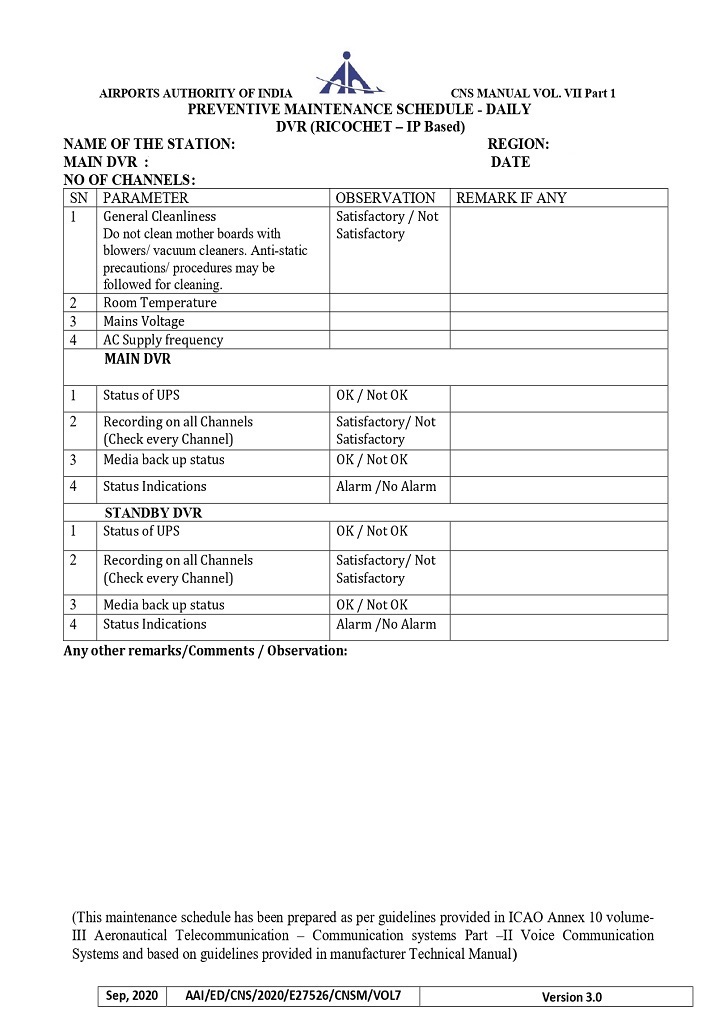 AIRPORTS AUTHORITY OF INDIA CNS MANUAL VOL. VII Part 1
PREVENTIVE MAINTENANCE SCHEDULE - DAILY
DVR (RICOCHET – IP Based)
NAME OF THE STATION: REGION:
MAIN DVR : DATE
NO OF CHANNELS:
SN PARAMETER OBSERVATION REMARK IF ANY
1 General Cleanliness Satisfactory / Not
Do not clean mother boards with Satisfactory
blowers/ vacuum cleaners. Anti-static
precautions/ procedures may be
followed for cleaning.
2 Room Temperature
3 Mains Voltage
4 AC Supply frequency
MAIN DVR
1 Status of UPS OK / Not OK
2 Recording on all Channels Satisfactory/ Not
(Check every Channel) Satisfactory
3 Media back up status OK / Not OK
4 Status Indications Alarm /No Alarm
STANDBY DVR
1 Status of UPS OK / Not OK
2 Recording on all Channels Satisfactory/ Not
(Check every Channel) Satisfactory
3 Media back up status OK / Not OK
4 Status Indications Alarm /No Alarm
Any other remarks/Comments / Observation:
(This maintenance schedule has been prepared as per guidelines provided in ICAO Annex 10 volume-
III Aeronautical Telecommunication – Communication systems Part –II Voice Communication
Systems and based on guidelines provided in manufacturer Technical Manual)
Sep, 2020 AAI/ED/CNS/2020/E27526/CNSM/VOL7 Version 3.0